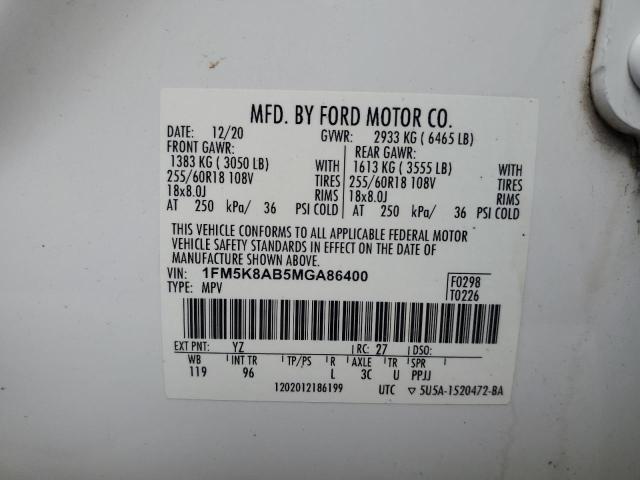 MFD. BY FORD MOTOR CO.
DATE: 12/20 GVWR: 2933 KG ( 6465 LB)
FRONT GAWR: REAR GAWR:
1383 KG ( 3050 LB) WITH 1613 KG ( 3555 LB) WITH
255/60R18 108V TIRES 255/60R18 108V TIRES
18x8.0J RIMS 18x8.0J RIMS
AT 250 kPa/ 36 PSI COLD AT 250 kPa/ 36 PSI COLD
THIS VEHICLE CONFORMS TO ALL APPLICABLE FEDERAL MOTOR
VEHICLE SAFETY STANDARDS IN EFFECT ON THE DATE OF
MANUFACTURE SHOWN ABOVE.
VIN: 1FM5K8AB5MGA86400 F0298
TYPE: MPV T0226
EXT PNT: YZ RC: 27 DSO:
WB INT TR TP/PS R AXLE TR SPR
119 96 L 3C U PPJJ
1202012186199 UTC ▽ 5U5A-1520472-BA